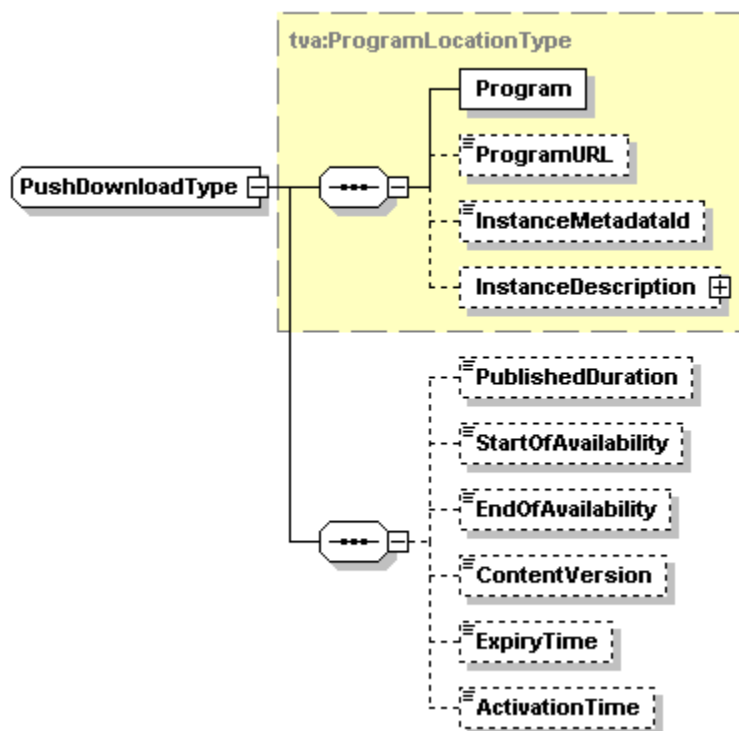 tva:ProgramLocationType
Program
ProgramURL
PushDownloadType
InstanceMetadataId
InstanceDescription
PublishedDuration
StartOfAvailability
EndOfAvailability
ContentVersion
ExpiryTime
ActivationTime